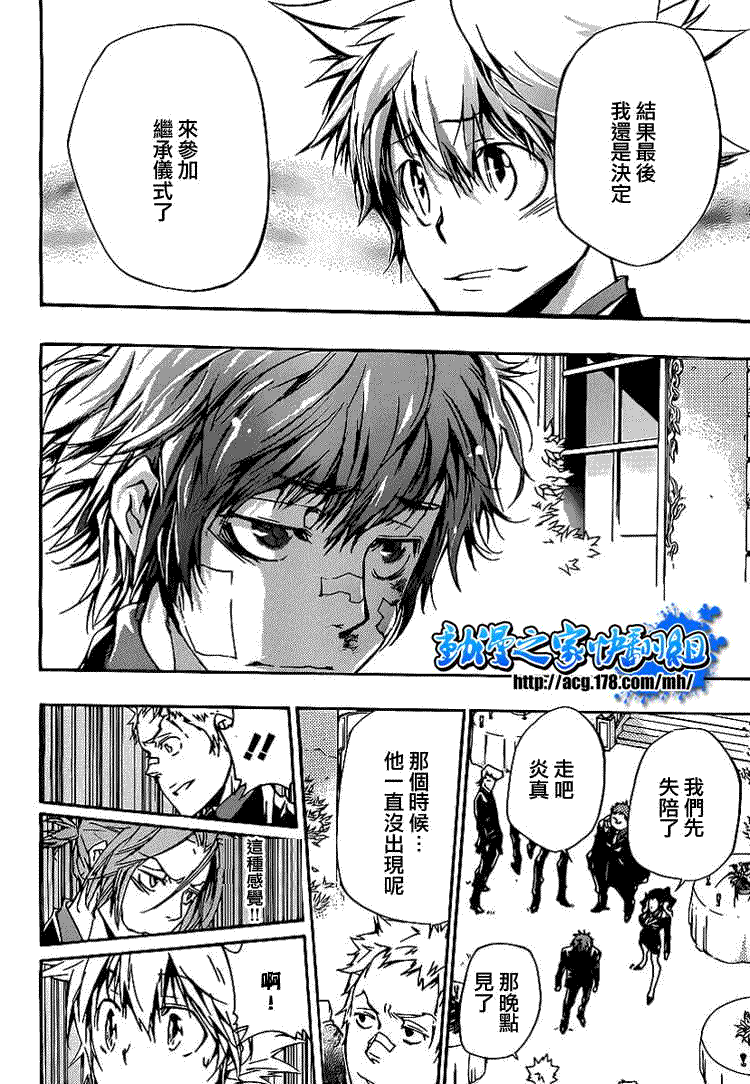 結果最後
我還是決定
來參加
繼承儀式了
動漫之家快翻組
http://acg.178.com/mh/
我們先
失陪了
走吧
炎真
那晚點
見了
那個時候…
他一直沒出現呢
!!
這種感覺!!
啊!